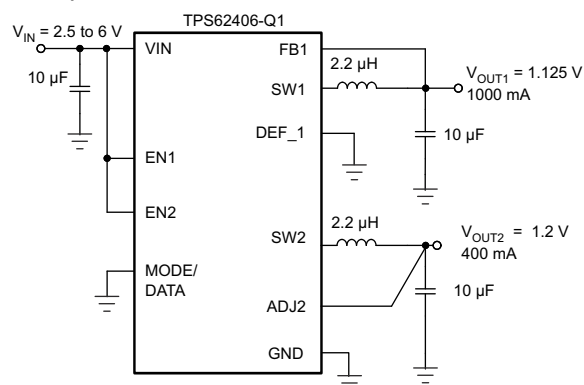 TPS62406-Q1
V_IN = 2.5 to 6 V
VIN
FB1
10 µF
2.2 µH
SW1
V_OUT1 = 1.125 V
1000 mA
DEF_1
10 µF
EN1
EN2
2.2 µH
SW2
V_OUT2 = 1.2 V
400 mA
MODE/
DATA
10 µF
ADJ2
GND